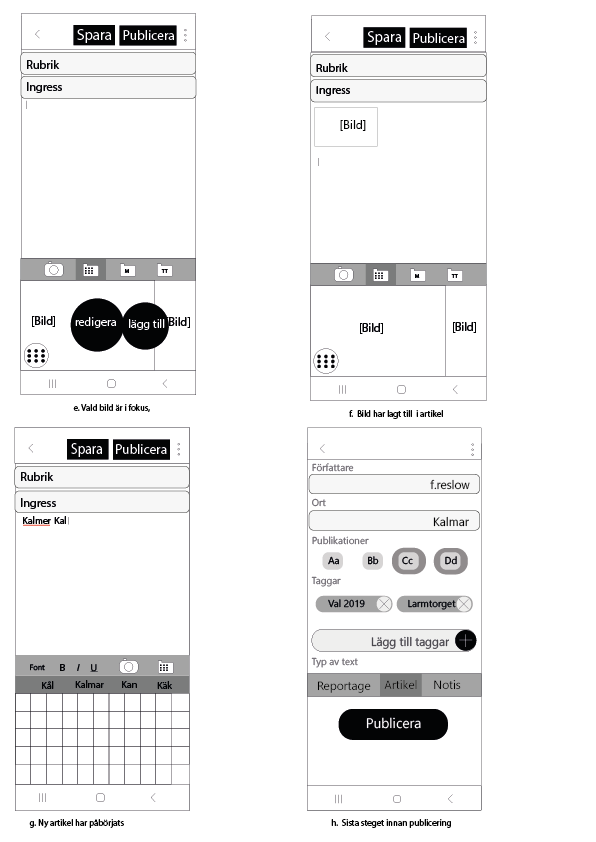 Spara Publicera
Rubrik
Ingress
M TT
[Bild] redigera lägg till Bild]
e. Vald bild är i fokus,
Spara Publicera
Rubrik
Ingress
[Bild]
M TT
[Bild] [Bild]
f. Bild har lagt till i artikel
Spara Publicera
Rubrik
Ingress
Kalmer Kal
Font B I U
Kål Kalmar Kan Käk
g. Ny artikel har påbörjats
Författare
f.reslow
Ort
Kalmar
Publikationer
Aa Bb Cc Dd
Taggar
Val 2019 Larmtorget
Lägg till taggar
Typ av text
Reportage Artikel Notis
Publicera
h. Sista steget innan publicering